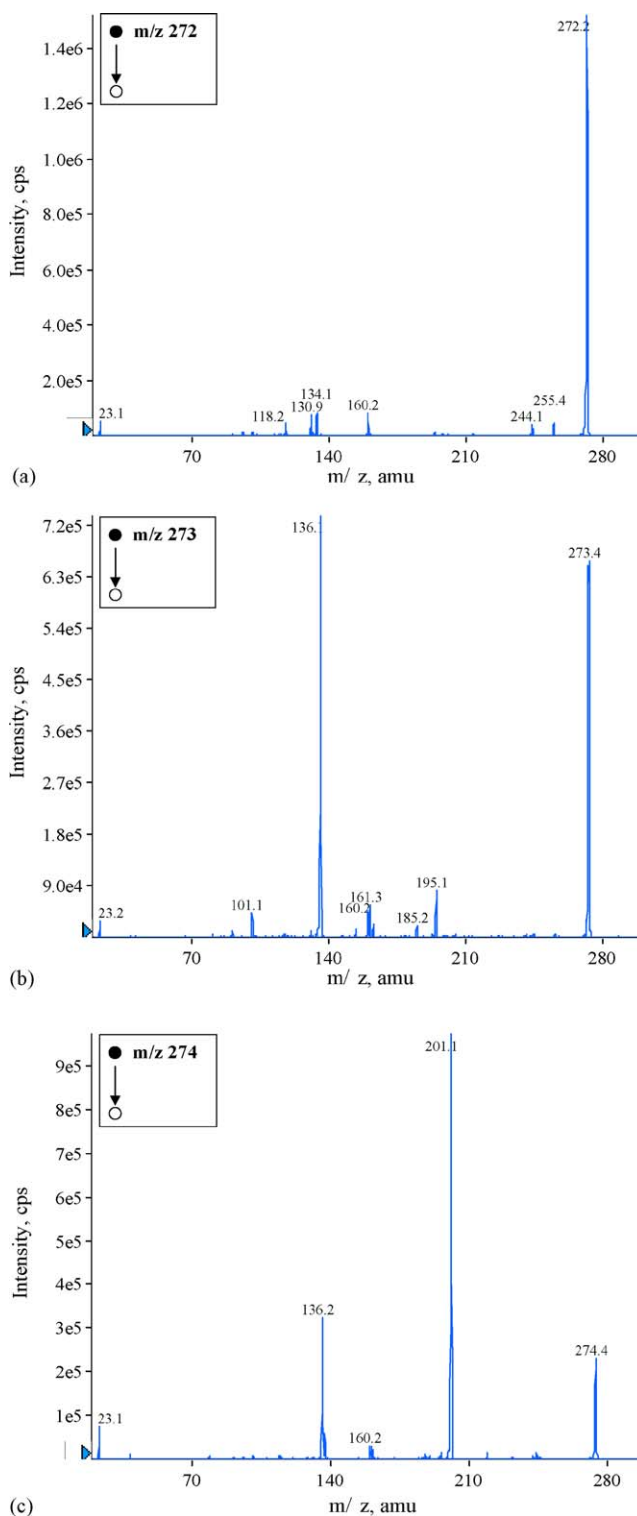 m/z 272
272.2
1.4e6
1.2e6
1.0e6
8.0e5
6.0e5
4.0e5
2.0e5
Intensity, cps
23.1
118.2
130.9
134.1
160.2
244.1
255.4
70
140
210
280
(a)
m/ z, amu
m/z 273
136.1
273.4
7.2e5
6.3e5
5.4e5
4.5e5
3.6e5
2.7e5
1.8e5
9.0e4
Intensity, cps
23.2
101.1
160.2
161.3
185.2
195.1
70
140
210
280
(b)
m/ z, amu
m/z 274
201.1
9e5
8e5
7e5
6e5
5e5
4e5
3e5
2e5
1e5
Intensity, cps
136.2
274.4
23.1
160.2
70
140
210
280
(c)
m/ z, amu